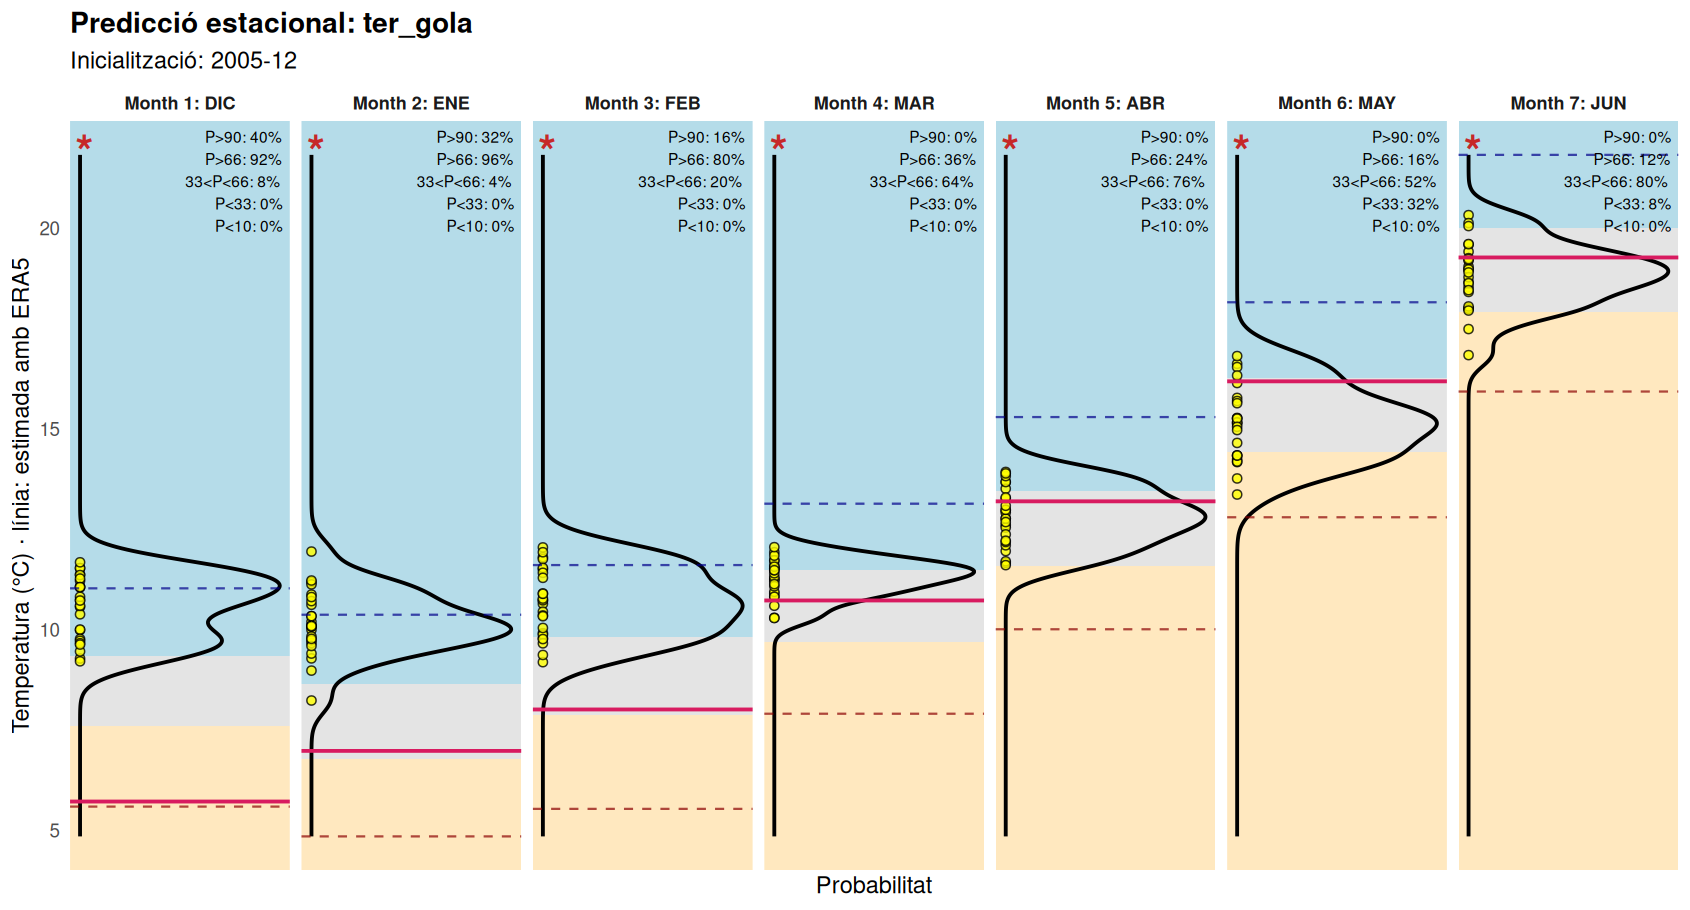 Predicció estacional: ter_gola
Inicialització: 2005-12
Month 1: DIC
Month 2: ENE
Month 3: FEB
Month 4: MAR
Month 5: ABR
Month 6: MAY
Month 7: JUN
*
P>90: 40%
P>66: 92%
33<P<66: 8%
P<33: 0%
P<10: 0%
*
P>90: 32%
P>66: 96%
33<P<66: 4%
P<33: 0%
P<10: 0%
*
P>90: 16%
P>66: 80%
33<P<66: 20%
P<33: 0%
P<10: 0%
*
P>90: 0%
P>66: 36%
33<P<66: 64%
P<33: 0%
P<10: 0%
*
P>90: 0%
P>66: 24%
33<P<66: 76%
P<33: 0%
P<10: 0%
*
P>90: 0%
P>66: 16%
33<P<66: 52%
P<33: 32%
P<10: 0%
*
P>90: 0%
P>66: 12%
33<P<66: 80%
P<33: 8%
P<10: 0%
20
15
10
5
Temperatura (°C) · línia: estimada amb ERA5
Probabilitat